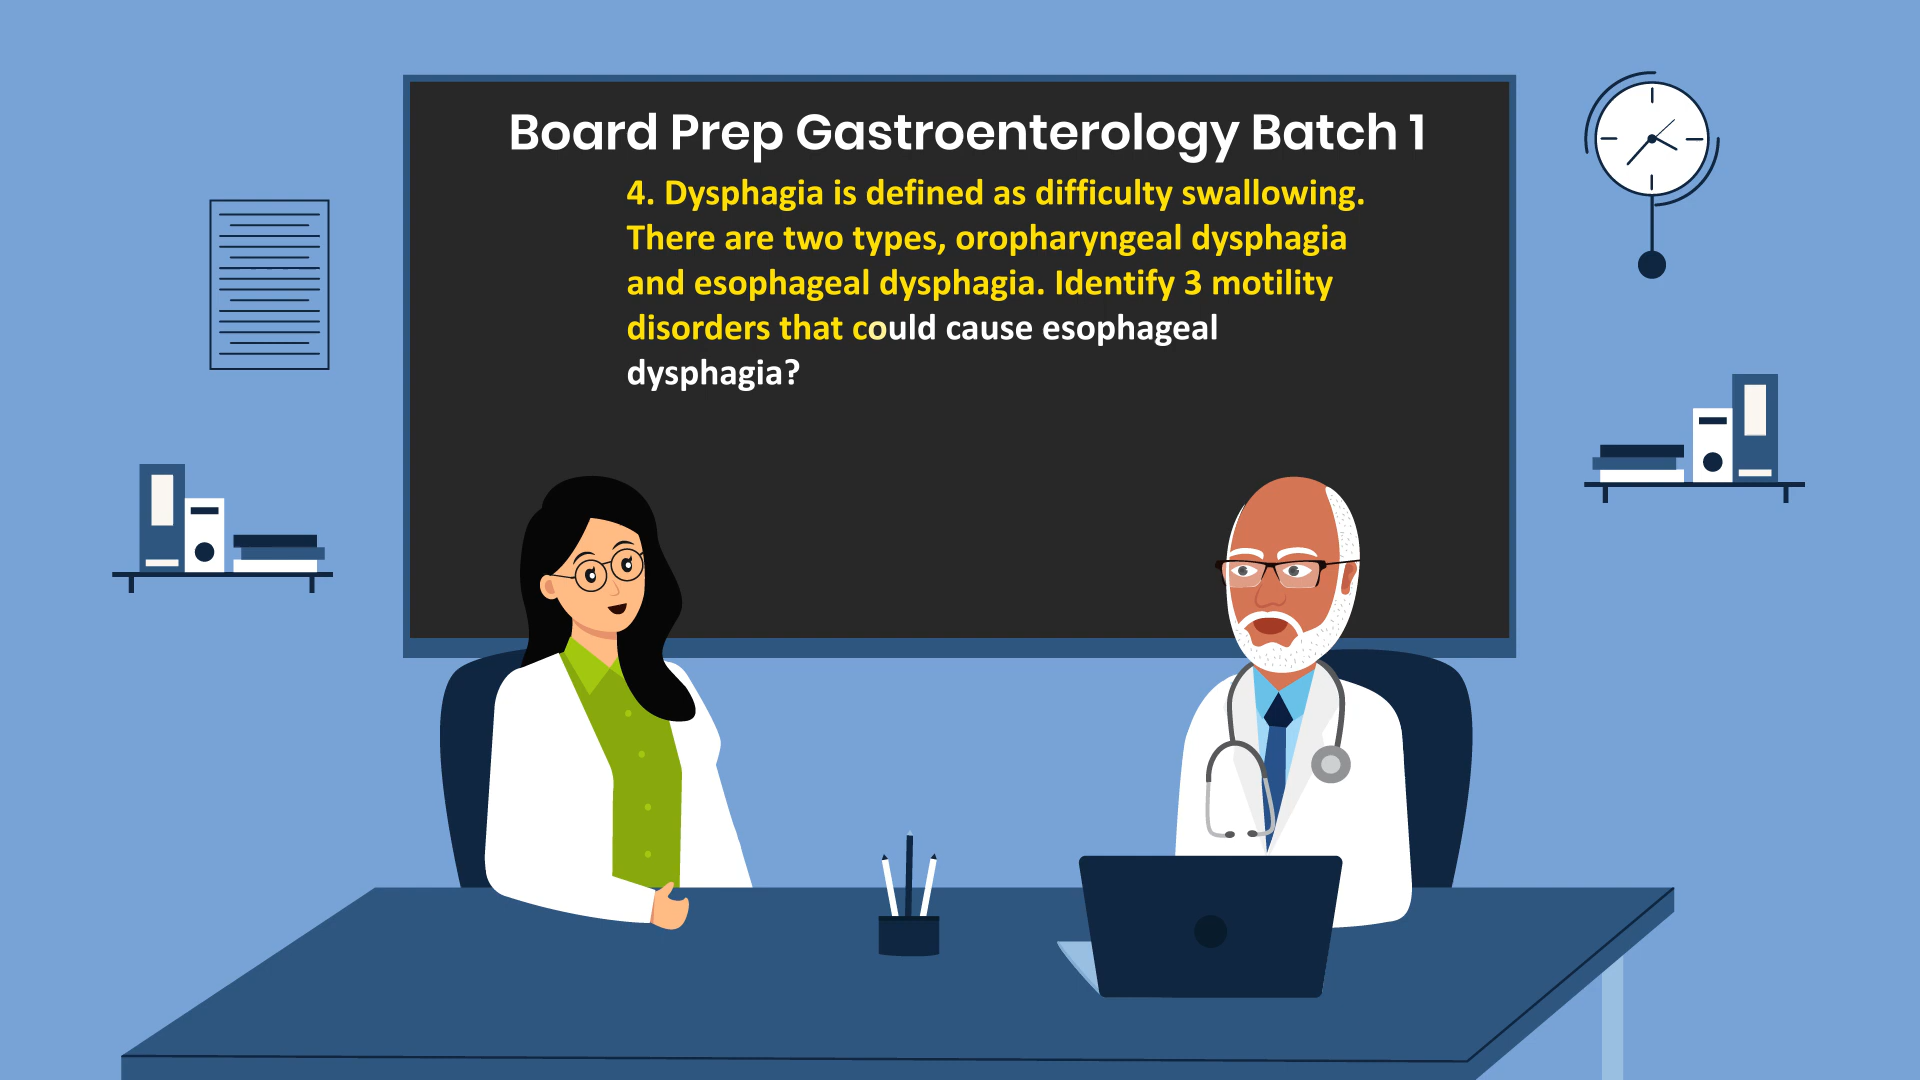 Board Prep Gastroenterology Batch 1
4. Dysphagia is defined as difficulty swallowing.
There are two types, oropharyngeal dysphagia
and esophageal dysphagia. Identify 3 motility
disorders that could cause esophageal
dysphagia?